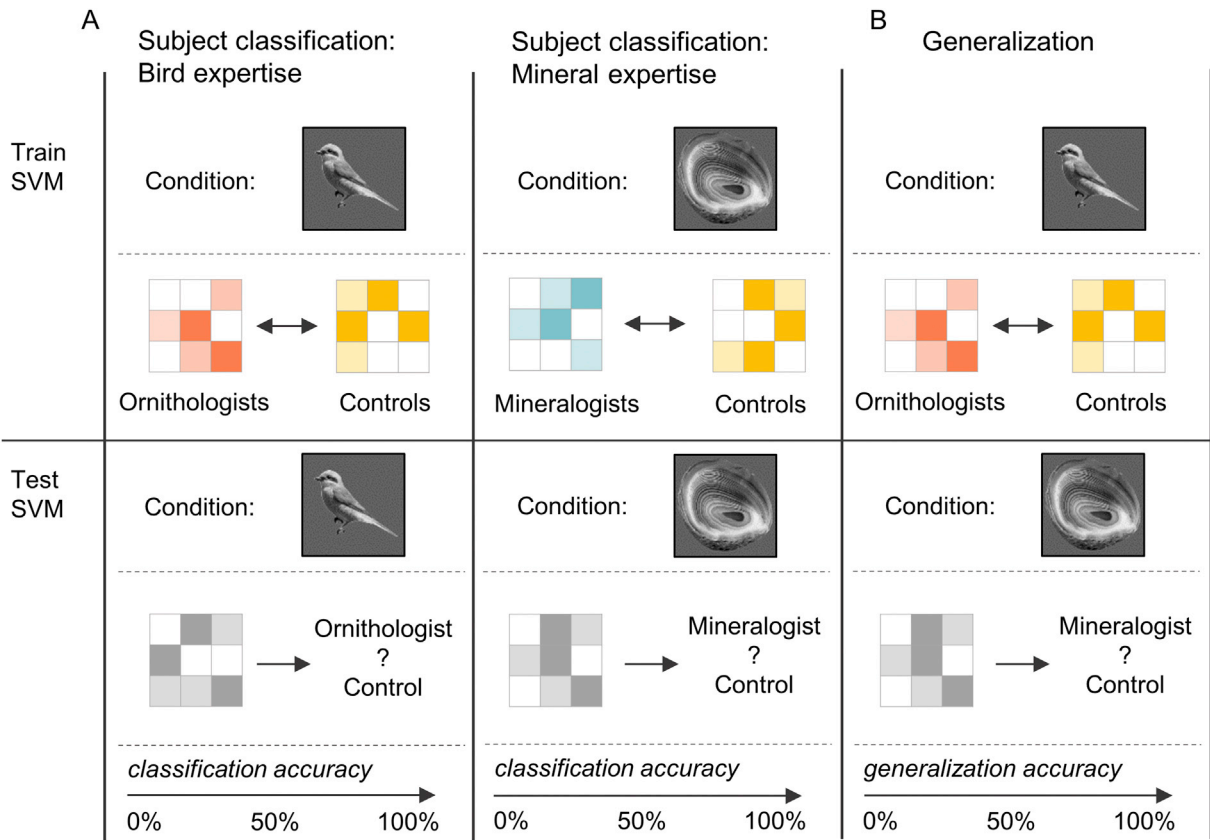 A
Subject classification:
Bird expertise
Subject classification:
Mineral expertise
B
Generalization
Train
SVM
Condition:
Condition:
Condition:
Ornithologists
Controls
Mineralogists
Controls
Ornithologists
Controls
Test
SVM
Condition:
Condition:
Condition:
Ornithologist
?
Control
Mineralogist
?
Control
Mineralogist
?
Control
classification accuracy
classification accuracy
generalization accuracy
0% 50% 100%
0% 50% 100%
0% 50% 100%